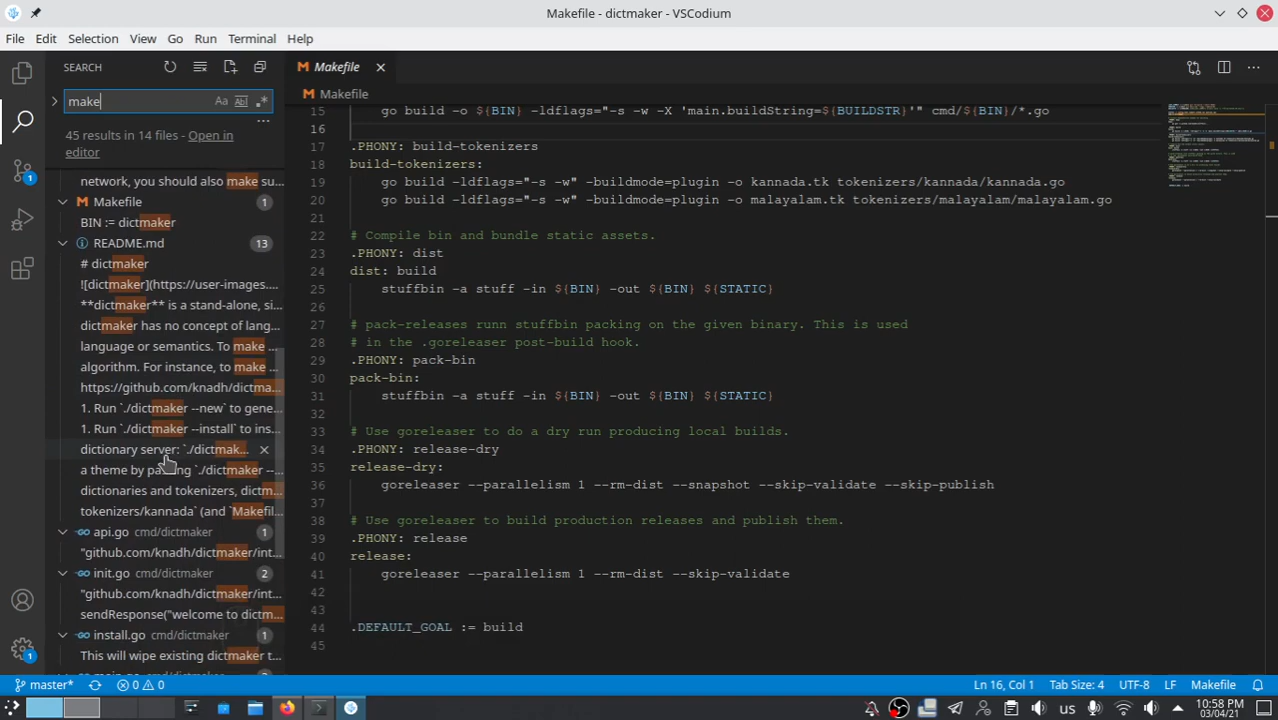 Makefile - dictmaker - VSCodium
File Edit Selection View Go Run Terminal Help
SEARCH
make
Aa Abl .*
45 results in 14 files - Open in
editor
network, you should also make su...
Makefile 1
BIN := dictmaker
README.md 13
# dictmaker
![dictmaker](https://user-images....
**dictmaker** is a stand-alone, si...
dictmaker has no concept of lang...
language or semantics. To make ...
algorithm. For instance, to make ...
https://github.com/knadh/dictma...
1. Run `./dictmaker --new` to gene...
1. Run `./dictmaker --install` to ins...
dictionary server: `./dictmak...
a theme by pa ng `./dictmaker --...
dictionaries and tokenizers, dictm...
tokenizers/kannada` (and `Makefil...
api.go cmd/dictmaker 1
"github.com/knadh/dictmaker/int...
init.go cmd/dictmaker 2
"github.com/knadh/dictmaker/int...
sendResponse("welcome to dictm...
install.go cmd/dictmaker 1
This will wipe existing dictmaker t...
Makefile
Makefile
15 go build -o ${BIN} -ldflags="-s -w -X 'main.buildString=${BUILDSTR}'" cmd/${BIN}/*.go
16
17 .PHONY: build-tokenizers
18 build-tokenizers:
19 go build -ldflags="-s -w" -buildmode=plugin -o kannada.tk tokenizers/kannada/kannada.go
20 go build -ldflags="-s -w" -buildmode=plugin -o malayalam.tk tokenizers/malayalam/malayalam.go
21
22 # Compile bin and bundle static assets.
23 .PHONY: dist
24 dist: build
25 stuffbin -a stuff -in ${BIN} -out ${BIN} ${STATIC}
26
27 # pack-releases runn stuffbin packing on the given binary. This is used
28 # in the .goreleaser post-build hook.
29 .PHONY: pack-bin
30 pack-bin:
31 stuffbin -a stuff -in ${BIN} -out ${BIN} ${STATIC}
32
33 # Use goreleaser to do a dry run producing local builds.
34 .PHONY: release-dry
35 release-dry:
36 goreleaser --parallelism 1 --rm-dist --snapshot --skip-validate --skip-publish
37
38 # Use goreleaser to build production releases and publish them.
39 .PHONY: release
40 release:
41 goreleaser --parallelism 1 --rm-dist --skip-validate
42
43
44 .DEFAULT_GOAL := build
45
1
1
master* 0 0 Ln 16, Col 1 Tab Size: 4 UTF-8 LF Makefile
us 10:58 PM
03/04/21